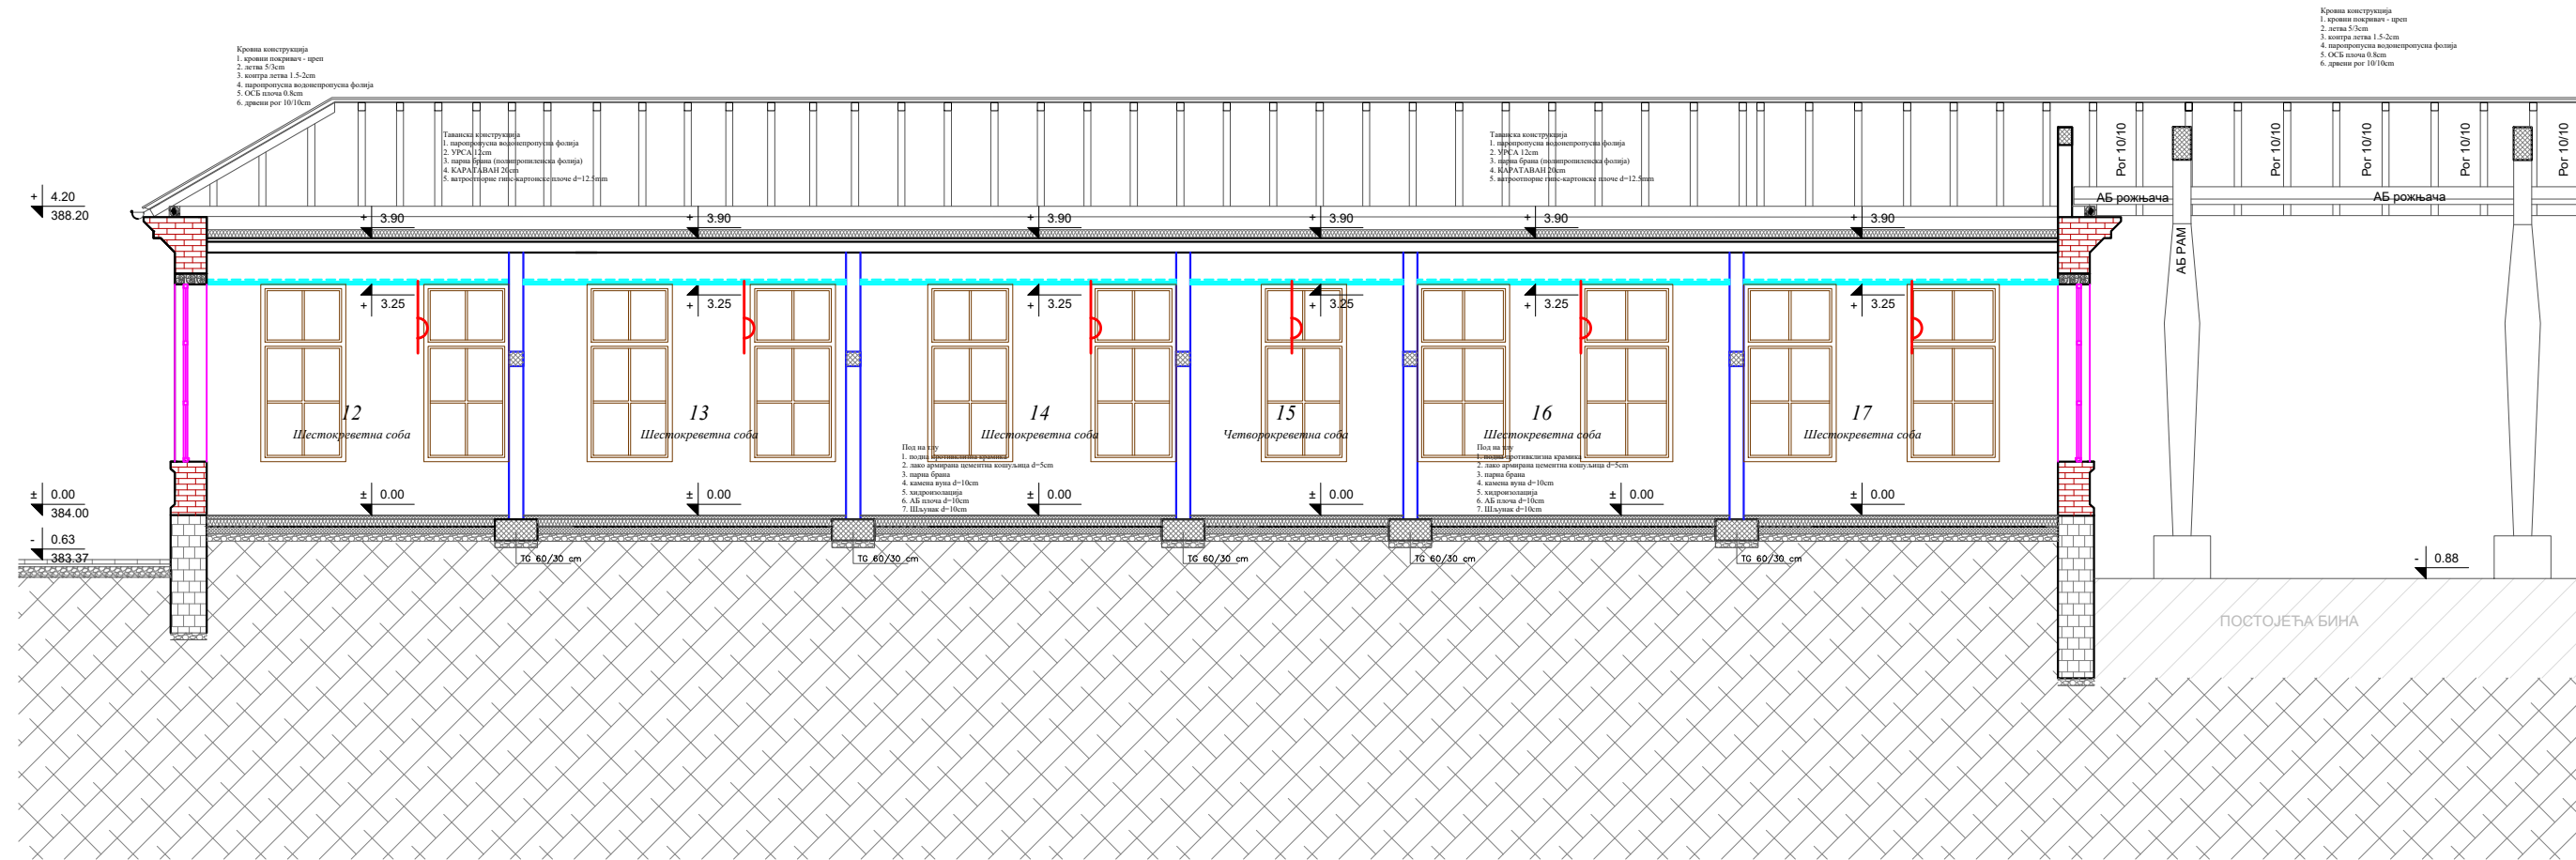 Кровна конструкција
1. кровни покривач - цреп
2. летва 5/3cm
3. контра летва 1.5-2cm
4. паропропусна водонепропусна фолија
5. ОСБ плоча 0.8cm
6. дрвени рог 10/10cm
Кровна конструкција
1. кровни покривач - цреп
2. летва 5/3cm
3. контра летва 1.5-2cm
4. паропропусна водонепропусна фолија
5. ОСБ плоча 0.8cm
6. дрвени рог 10/10cm
Таванска конструкција
1. паропропусна водонепропусна фолија
2. УРСА 12cm
3. парна брана (полипропиленска фолија)
4. КАРАТАВАН 20cm
5. ватроотпорне гипс-картонске плоче d=12.5mm
Таванска конструкција
1. паропропусна водонепропусна фолија
2. УРСА 12cm
3. парна брана (полипропиленска фолија)
4. КАРАТАВАН 20cm
5. ватроотпорне гипс-картонске плоче d=12.5mm
Рог 10/10
Рог 10/10
Рог 10/10
Рог 10/10
Рог 10/10
АБ рожњача
АБ рожњача
АБ РАМ
+ 4.20
388.20
+ 3.90
+ 3.90
+ 3.90
+ 3.90
+ 3.90
+ 3.90
+ 3.25
+ 3.25
+ 3.25
+ 3.25
+ 3.25
+ 3.25
12
Шестокреветна соба
13
Шестокреветна соба
14
Шестокреветна соба
15
Четворокреветна соба
16
Шестокреветна соба
17
Шестокреветна соба
Под на тлу
1. подна противклизна крамика
2. лако армирана цементна кошуљица d=5cm
3. парна брана
4. камена вуна d=10cm
5. хидроизолација
6. АБ плоча d=10cm
7. Шљунак d=10cm
Под на тлу
1. подна противклизна крамика
2. лако армирана цементна кошуљица d=5cm
3. парна брана
4. камена вуна d=10cm
5. хидроизолација
6. АБ плоча d=10cm
7. Шљунак d=10cm
± 0.00
384.00
± 0.00
± 0.00
± 0.00
± 0.00
± 0.00
- 0.63
383.37
TG 60/30 cm
TG 60/30 cm
TG 60/30 cm
TG 60/30 cm
TG 60/30 cm
- 0.88
ПОСТОЈЕЋА БИНА